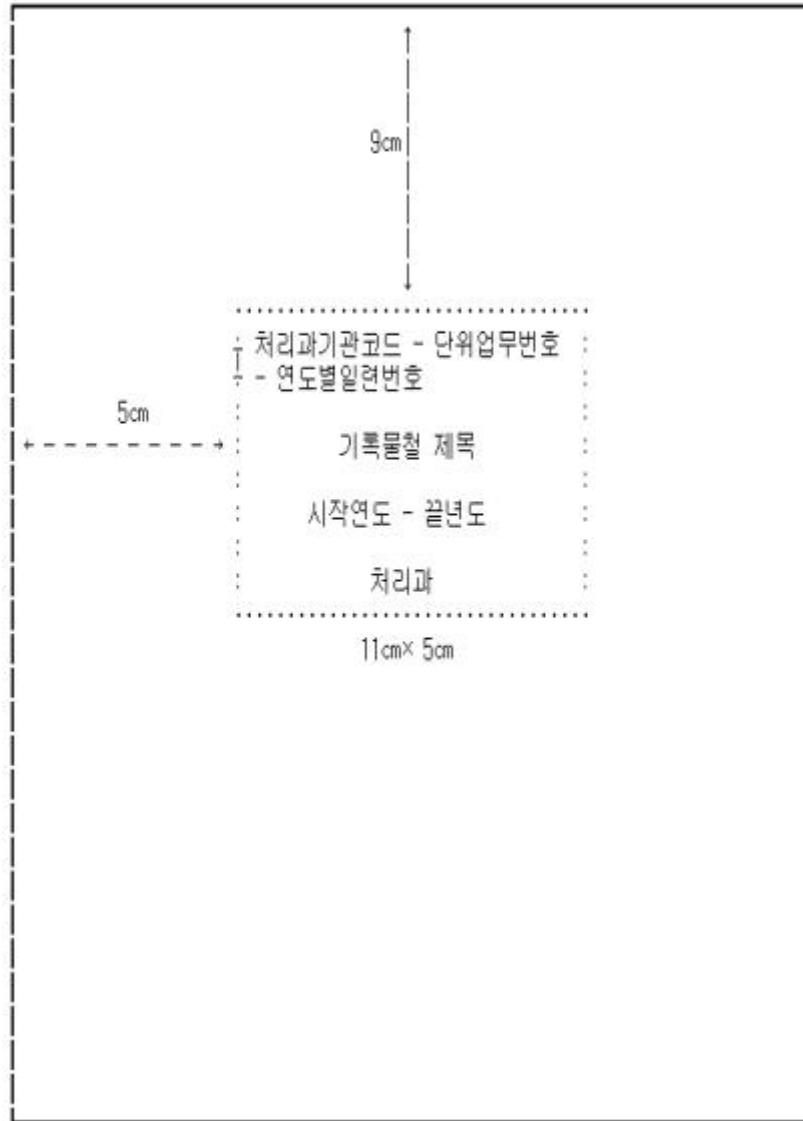 9cm
처리과기관코드 - 단위업무번호
- 연도별일련번호
5cm
기록물철 제목
시작연도 - 끝년도
처리과
11cm× 5cm